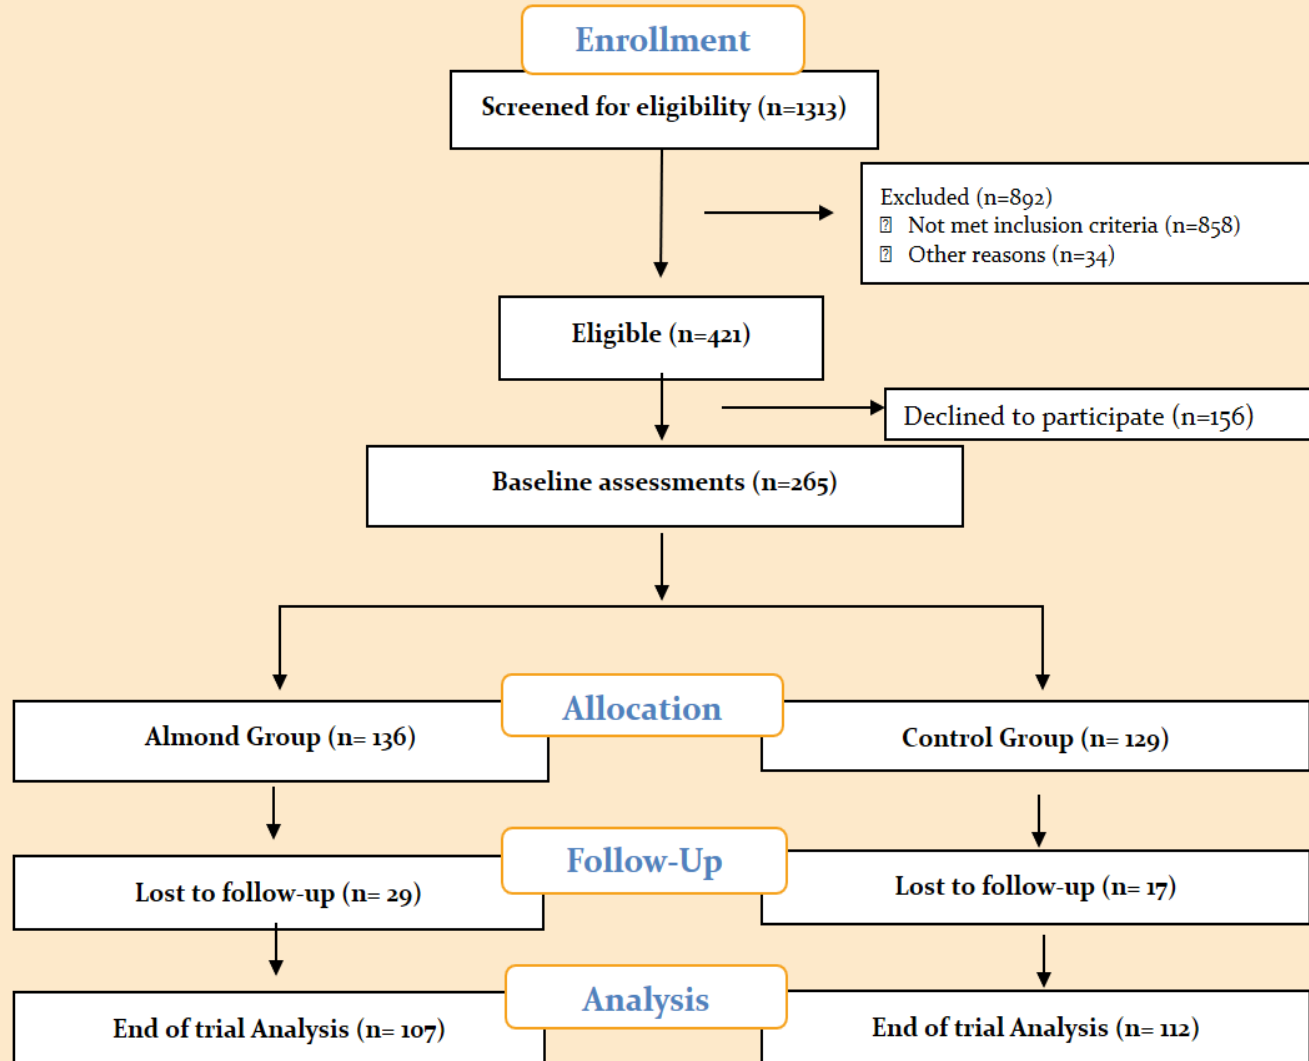 Enrollment
Screened for eligibility (n=1313)
Excluded (n=892)
Not met inclusion criteria (n=858)
Other reasons (n=34)
Eligible (n=421)
Declined to participate (n=156)
Baseline assessments (n=265)
Allocation
Almond Group (n= 136)
Control Group (n= 129)
Follow-Up
Lost to follow-up (n= 29)
Lost to follow-up (n= 17)
Analysis
End of trial Analysis (n= 107)
End of trial Analysis (n= 112)